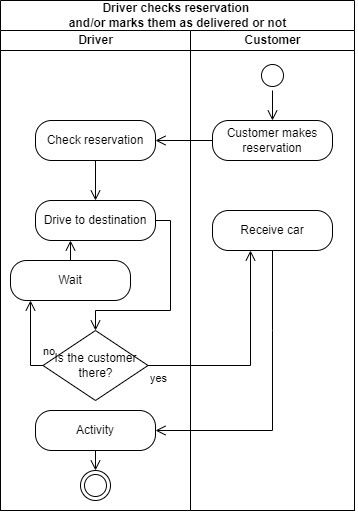 Driver checks reservation
and/or marks them as delivered or not
Driver
Customer
Customer makes
reservation
Check reservation
Drive to destination
Receive car
Wait
no
Is the customer
there?
yes
Activity